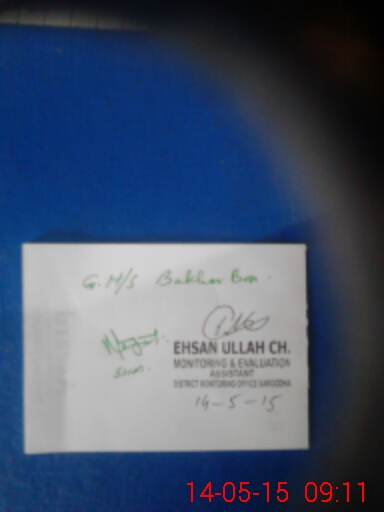 G. M/S Bakhar Bar.
EHSAN ULLAH CH.
MONITORING & EVALUATION
ASSISTANT
DISTRICT MONITORING OFFICE SARGODHA
14-5-15
14-05-15 09:11